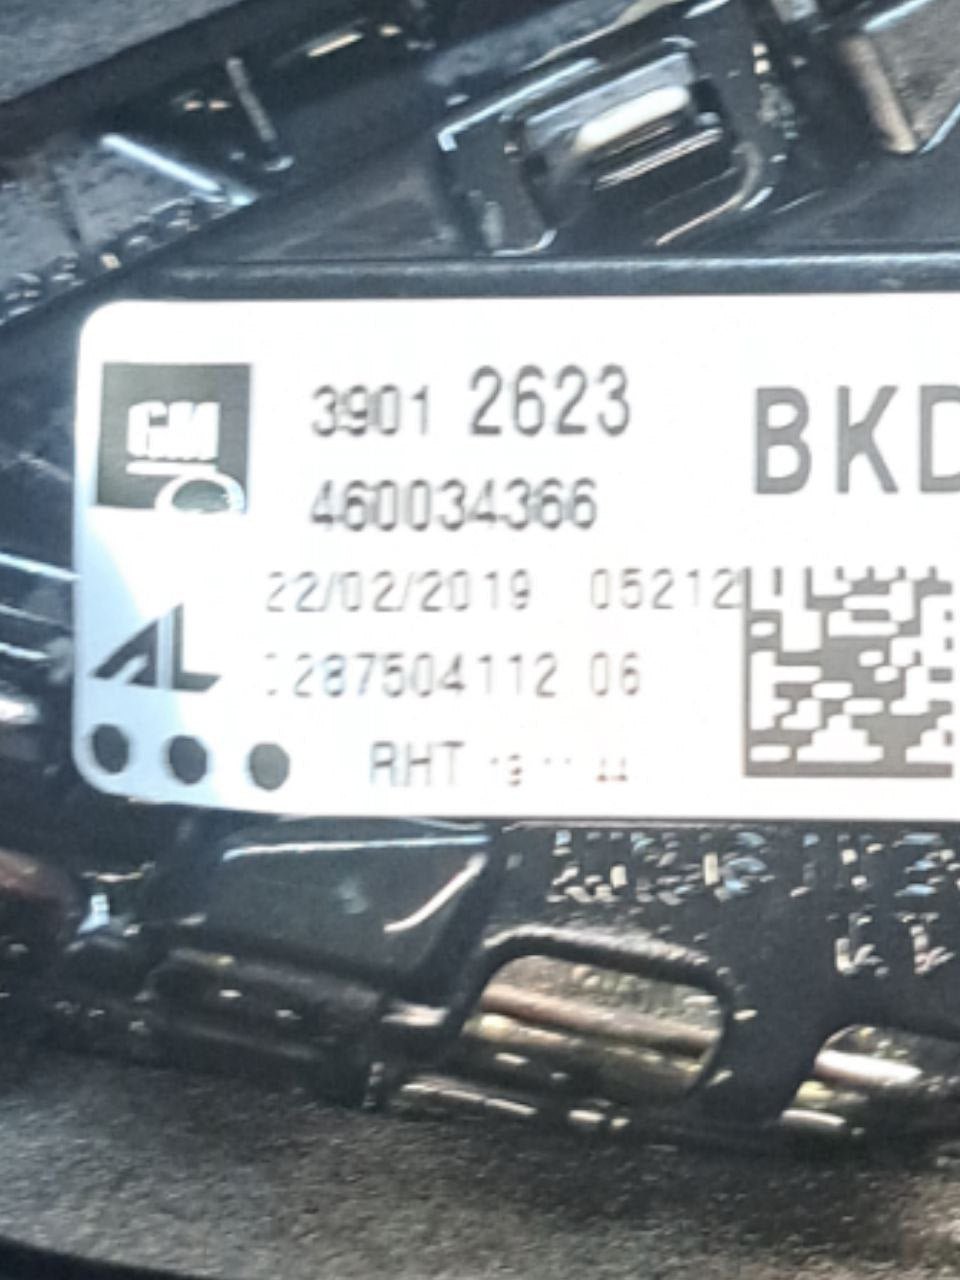 GM
3901 2623
BKD
460034366
22/02/2019 05212
AL
287504112 06
RHT